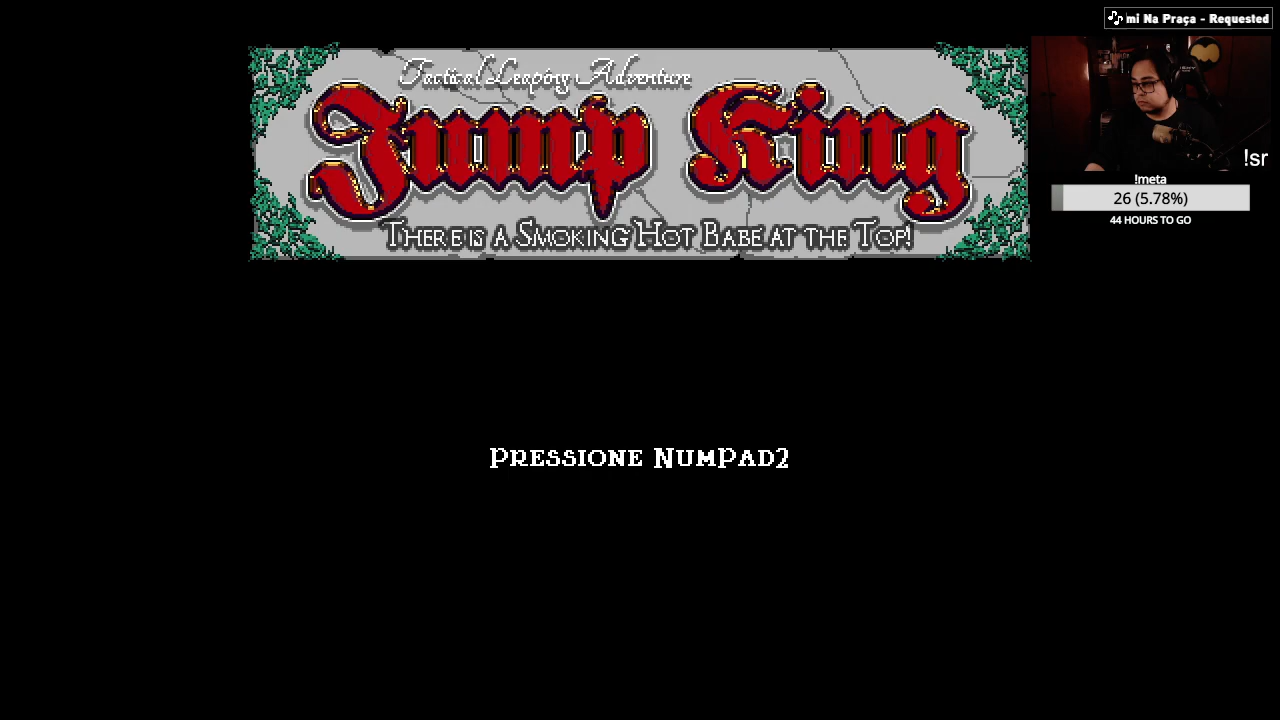 mi Na Praça - Requested
Tactical Leaping Adventure
Jump King
There is a Smoking Hot Babe at the Top!
!sr
!meta
26 (5.78%)
44 HOURS TO GO
Pressione NumPad2